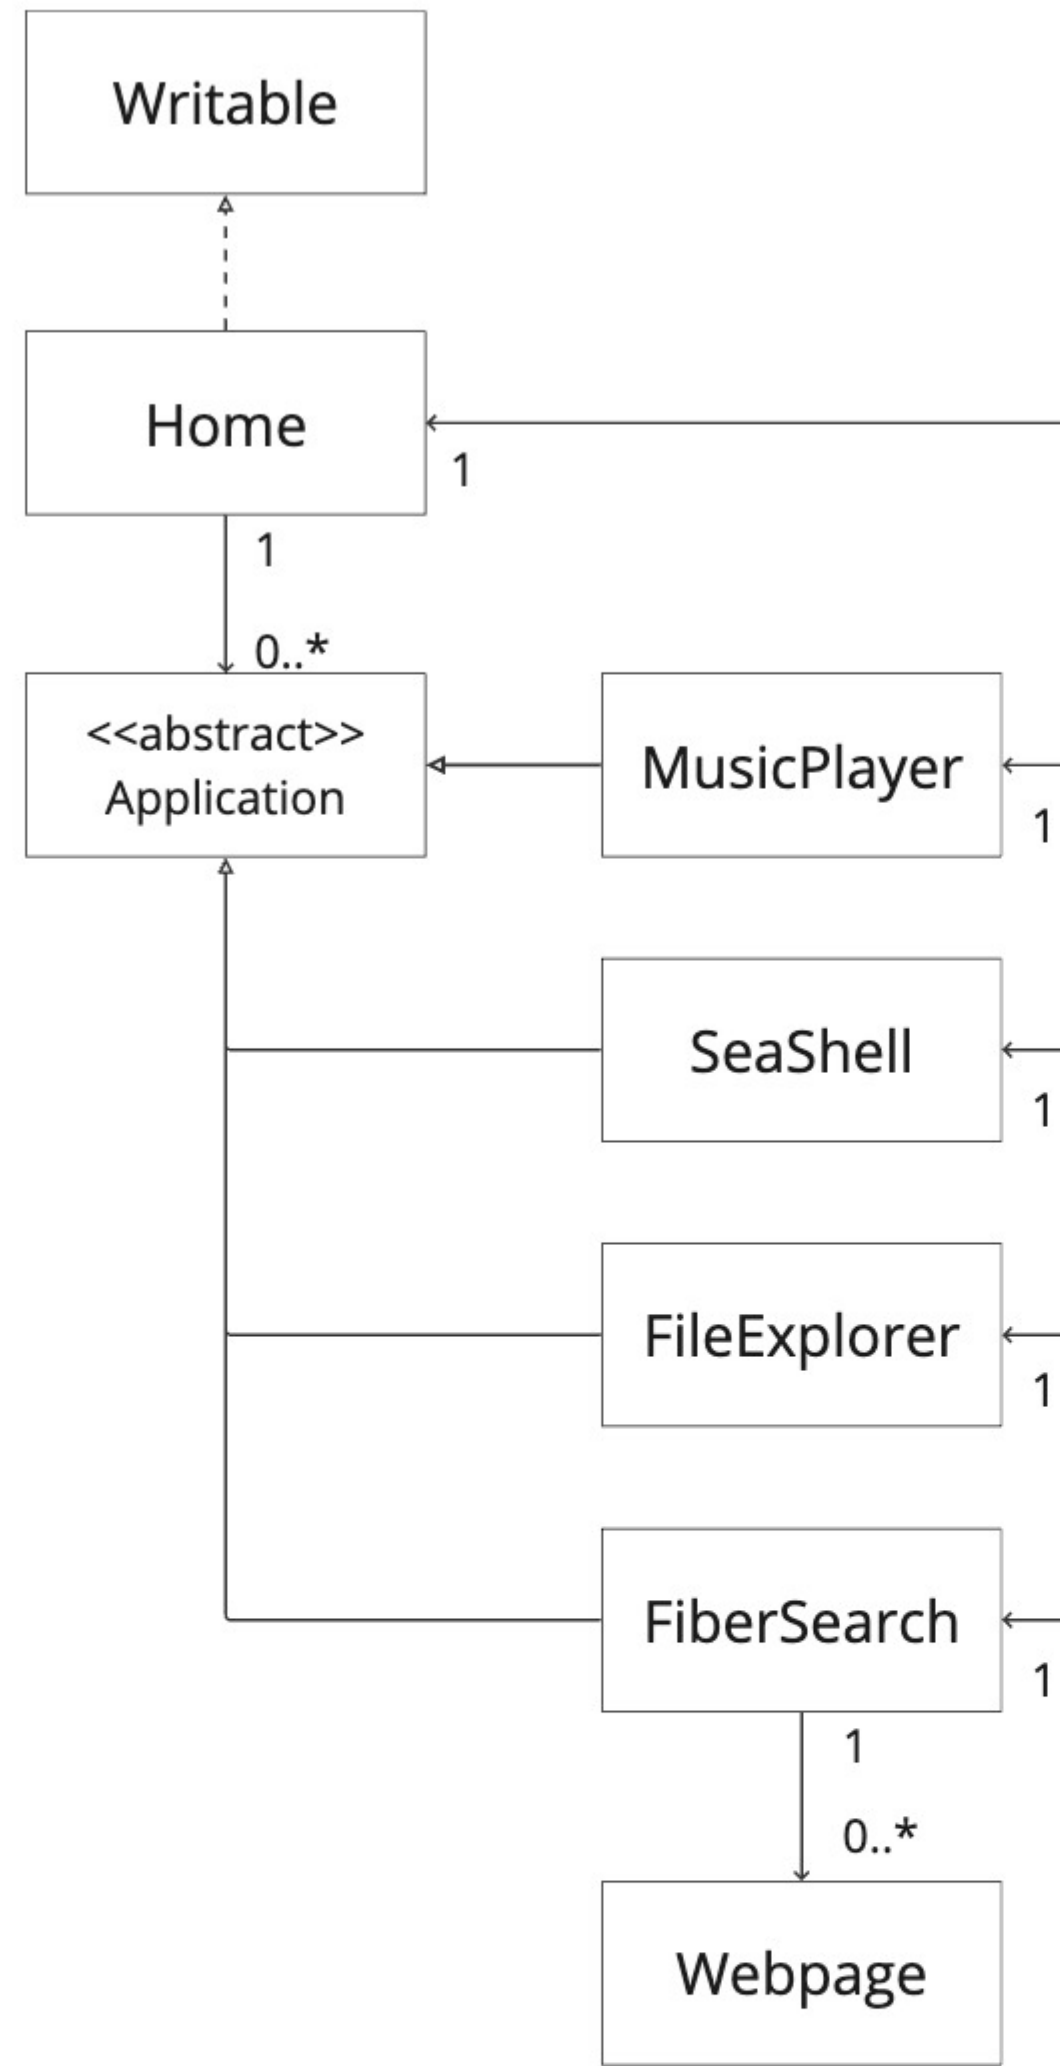 Writable
Home
1
1
0..*
<<abstract>>
Application
MusicPlayer
1
SeaShell
1
FileExplorer
1
FiberSearch
1
1
0..*
Webpage